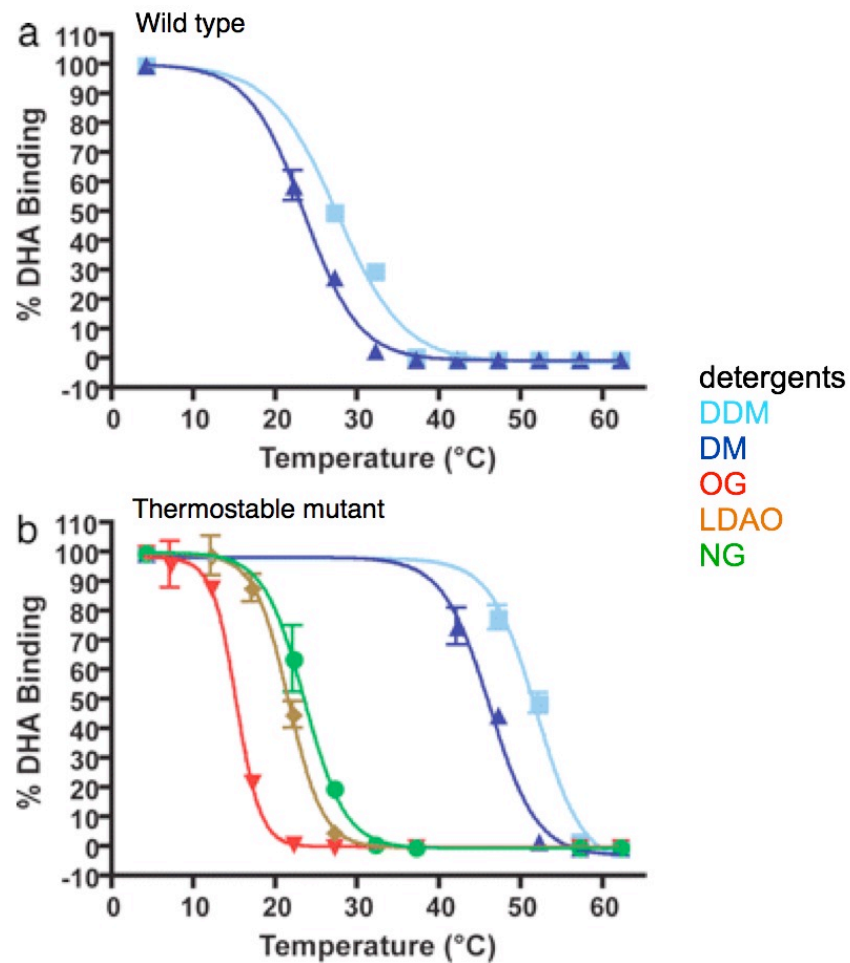 a
Wild type
110
100
90
80
70
60
50
40
30
20
10
0
-10
% DHA Binding
0 10 20 30 40 50 60
Temperature (°C)
detergents
DDM
DM
OG
LDAO
NG
b
Thermostable mutant
110
100
90
80
70
60
50
40
30
20
10
0
-10
% DHA Binding
0 10 20 30 40 50 60
Temperature (°C)